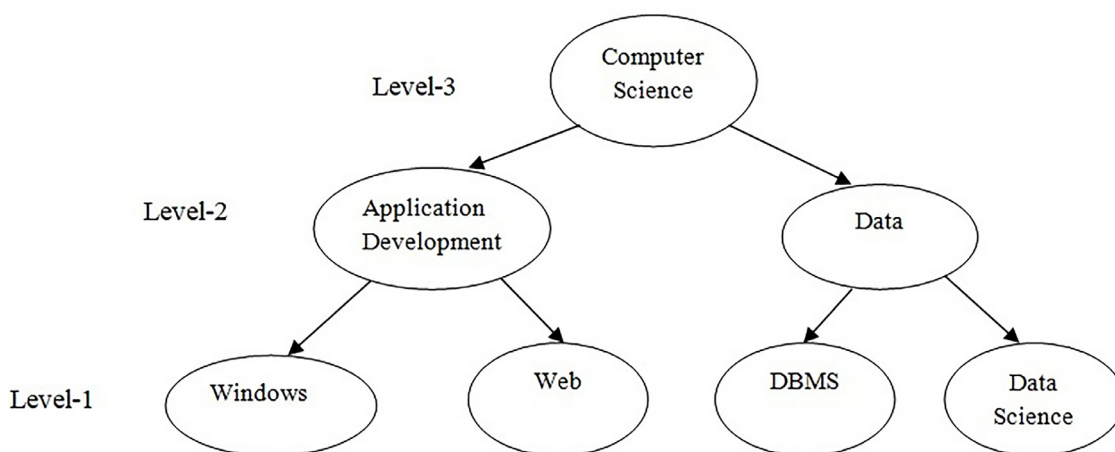 Level-3
Computer
Science
Level-2
Application
Development
Data
Level-1
Windows
Web
DBMS
Data
Science